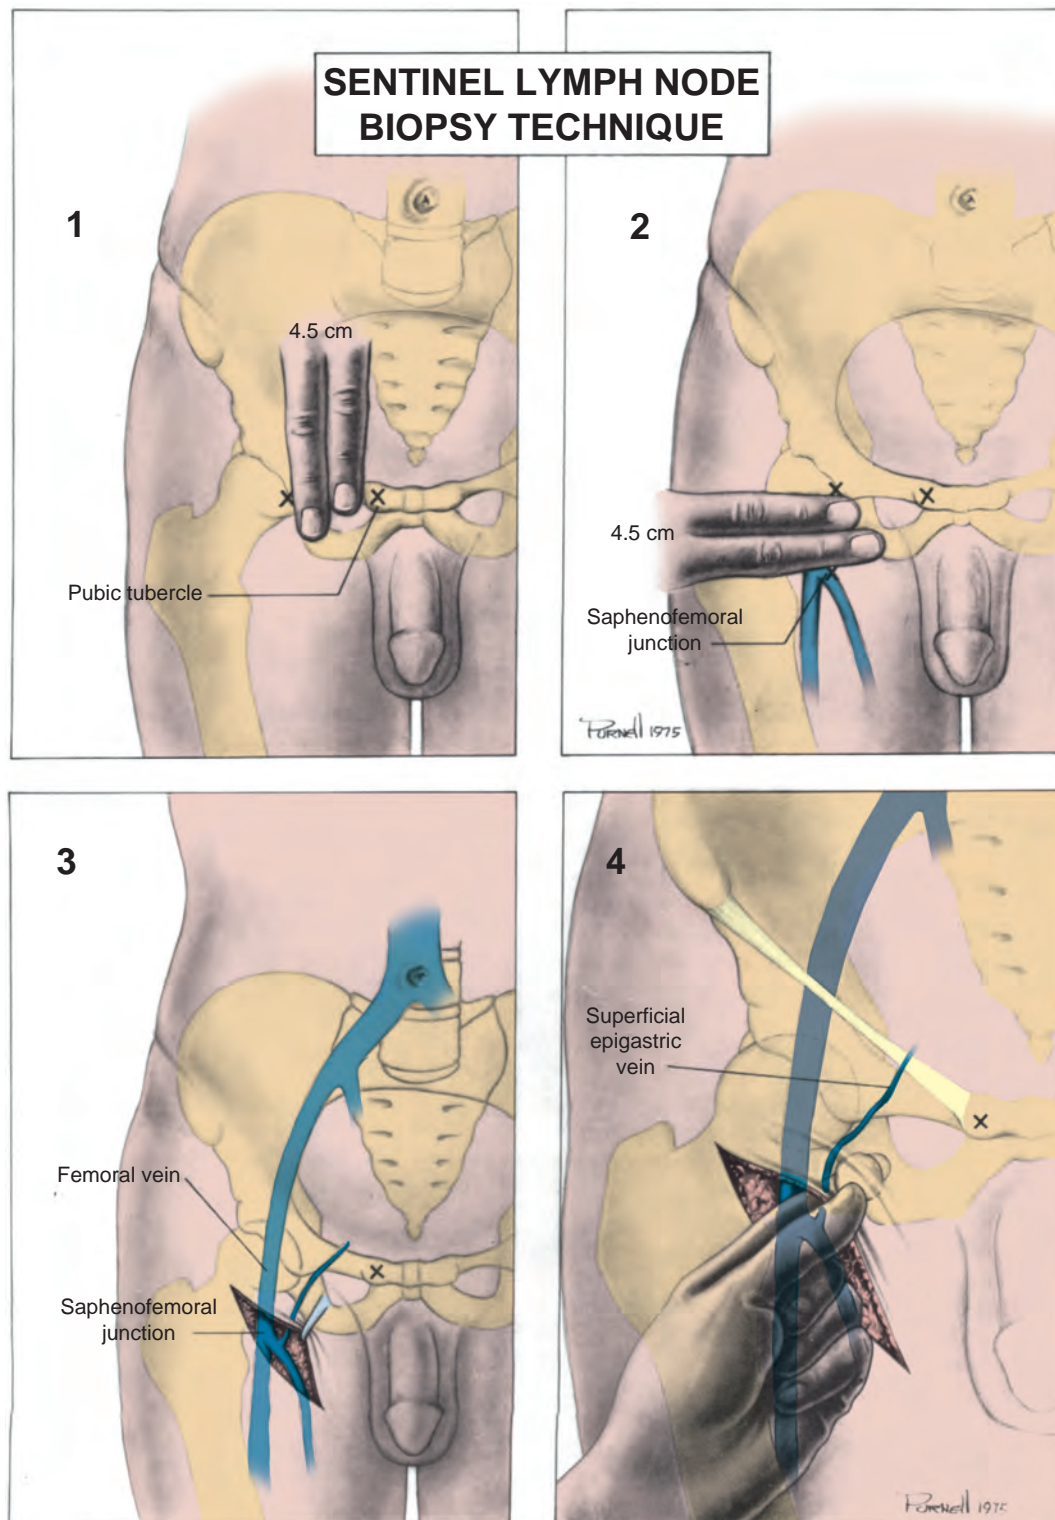 SENTINEL LYMPH NODE
BIOPSY TECHNIQUE
1
4.5 cm
Pubic tubercle
2
4.5 cm
Saphenofemoral
junction
Purnell 1975
3
Femoral vein
Saphenofemoral
junction
4
Superficial
epigastric
vein
Purnell 1975